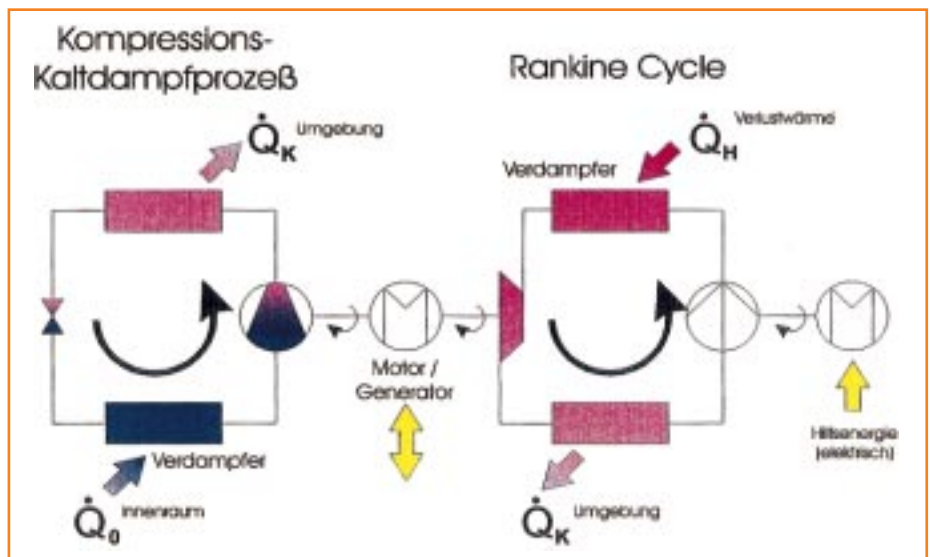 Kompressions-
Kaltdampfprozeß
Rankine Cycle
Q̇K Umgebung
Q̇H Verlustwärme
Verdampfer
M
M
Motor /
Generator
Hilfsenergie
(elektrisch)
Verdampfer
Q̇0 Innenraum
Q̇K Umgebung